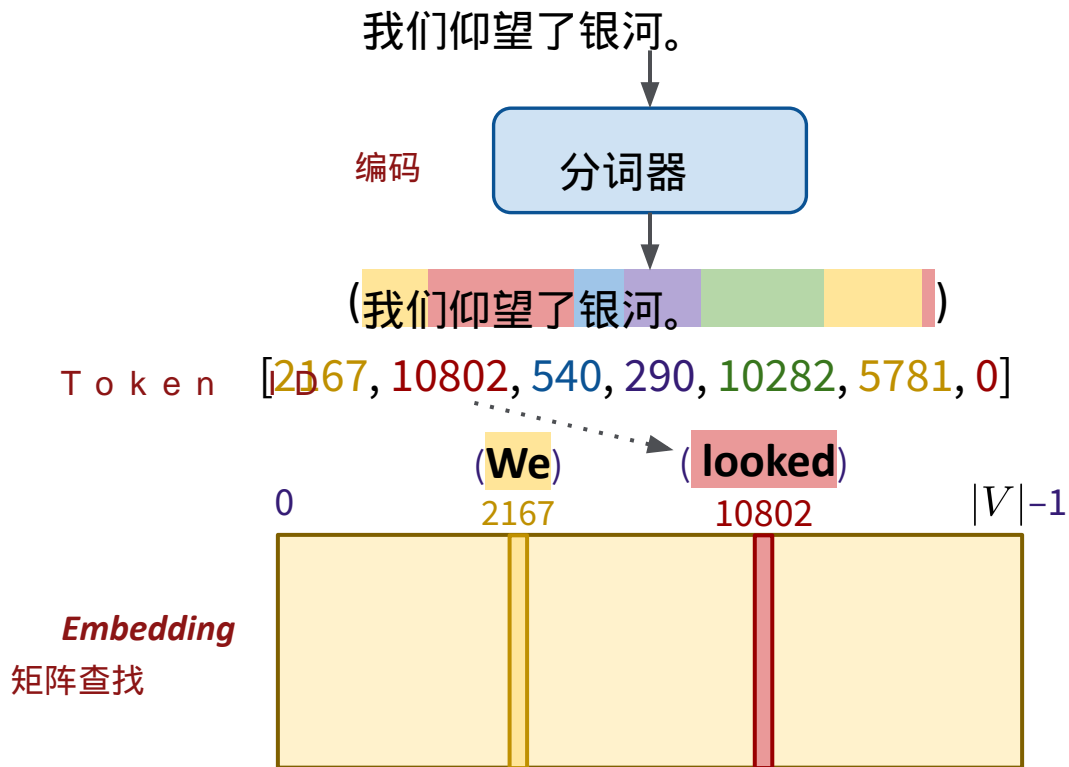 我们仰望了银河。
编码
分词器
(我们仰望了银河。)
Token ID [2167, 10802, 540, 290, 10282, 5781, 0]
(We) ( looked)
0 2167 10802 |V|−1
Embedding
矩阵查找